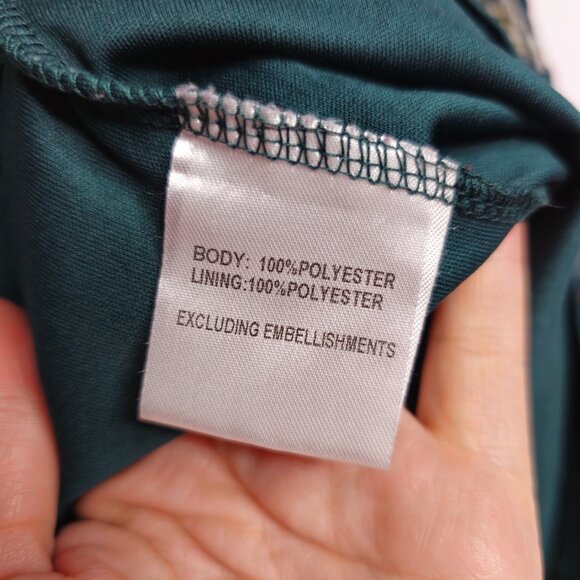 BODY: 100%POLYESTER
LINING:100%POLYESTER
EXCLUDING EMBELLISHMENTS